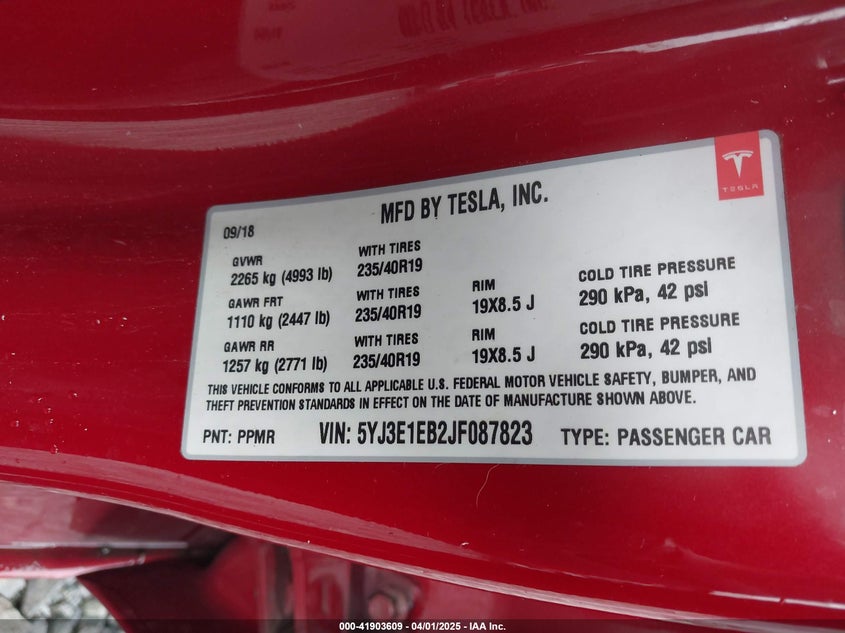 TESLA
MFD BY TESLA, INC.
09/18
GVWR WITH TIRES
2265 kg (4993 lb) 235/40R19
GAWR FRT WITH TIRES RIM COLD TIRE PRESSURE
1110 kg (2447 lb) 235/40R19 19X8.5 J 290 kPa, 42 psi
GAWR RR WITH TIRES RIM COLD TIRE PRESSURE
1257 kg (2771 lb) 235/40R19 19X8.5 J 290 kPa, 42 psi
THIS VEHICLE CONFORMS TO ALL APPLICABLE U.S. FEDERAL MOTOR VEHICLE SAFETY, BUMPER, AND
THEFT PREVENTION STANDARDS IN EFFECT ON THE DATE OF MANUFACTURE SHOWN ABOVE.
PNT: PPMR VIN: 5YJ3E1EB2JF087823 TYPE: PASSENGER CAR
000-41903609 - 04/01/2025 - IAA Inc.